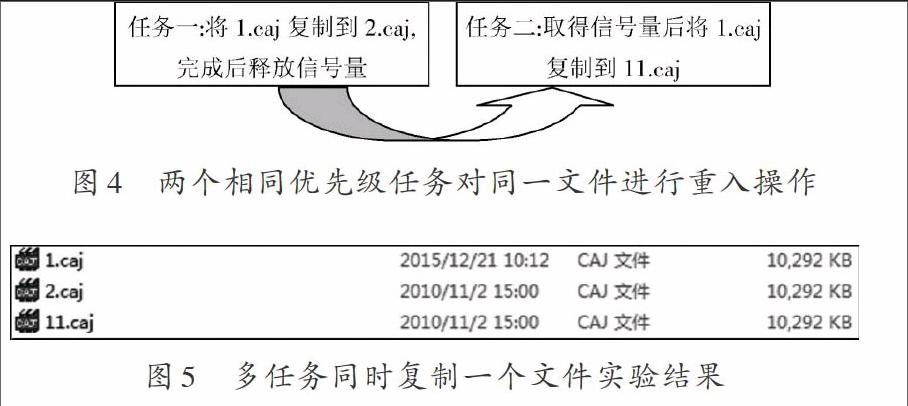 任务一:将1.caj复制到2.caj,
完成后释放信号量
任务二:取得信号量后将1.caj
复制到11.caj
图4 两个相同优先级任务对同一文件进行重入操作
1.caj 2015/12/21 10:12 CAJ 文件 10,292 KB
2.caj 2010/11/2 15:00 CAJ 文件 10,292 KB
11.caj 2010/11/2 15:00 CAJ 文件 10,292 KB
图5 多任务同时复制一个文件实验结果